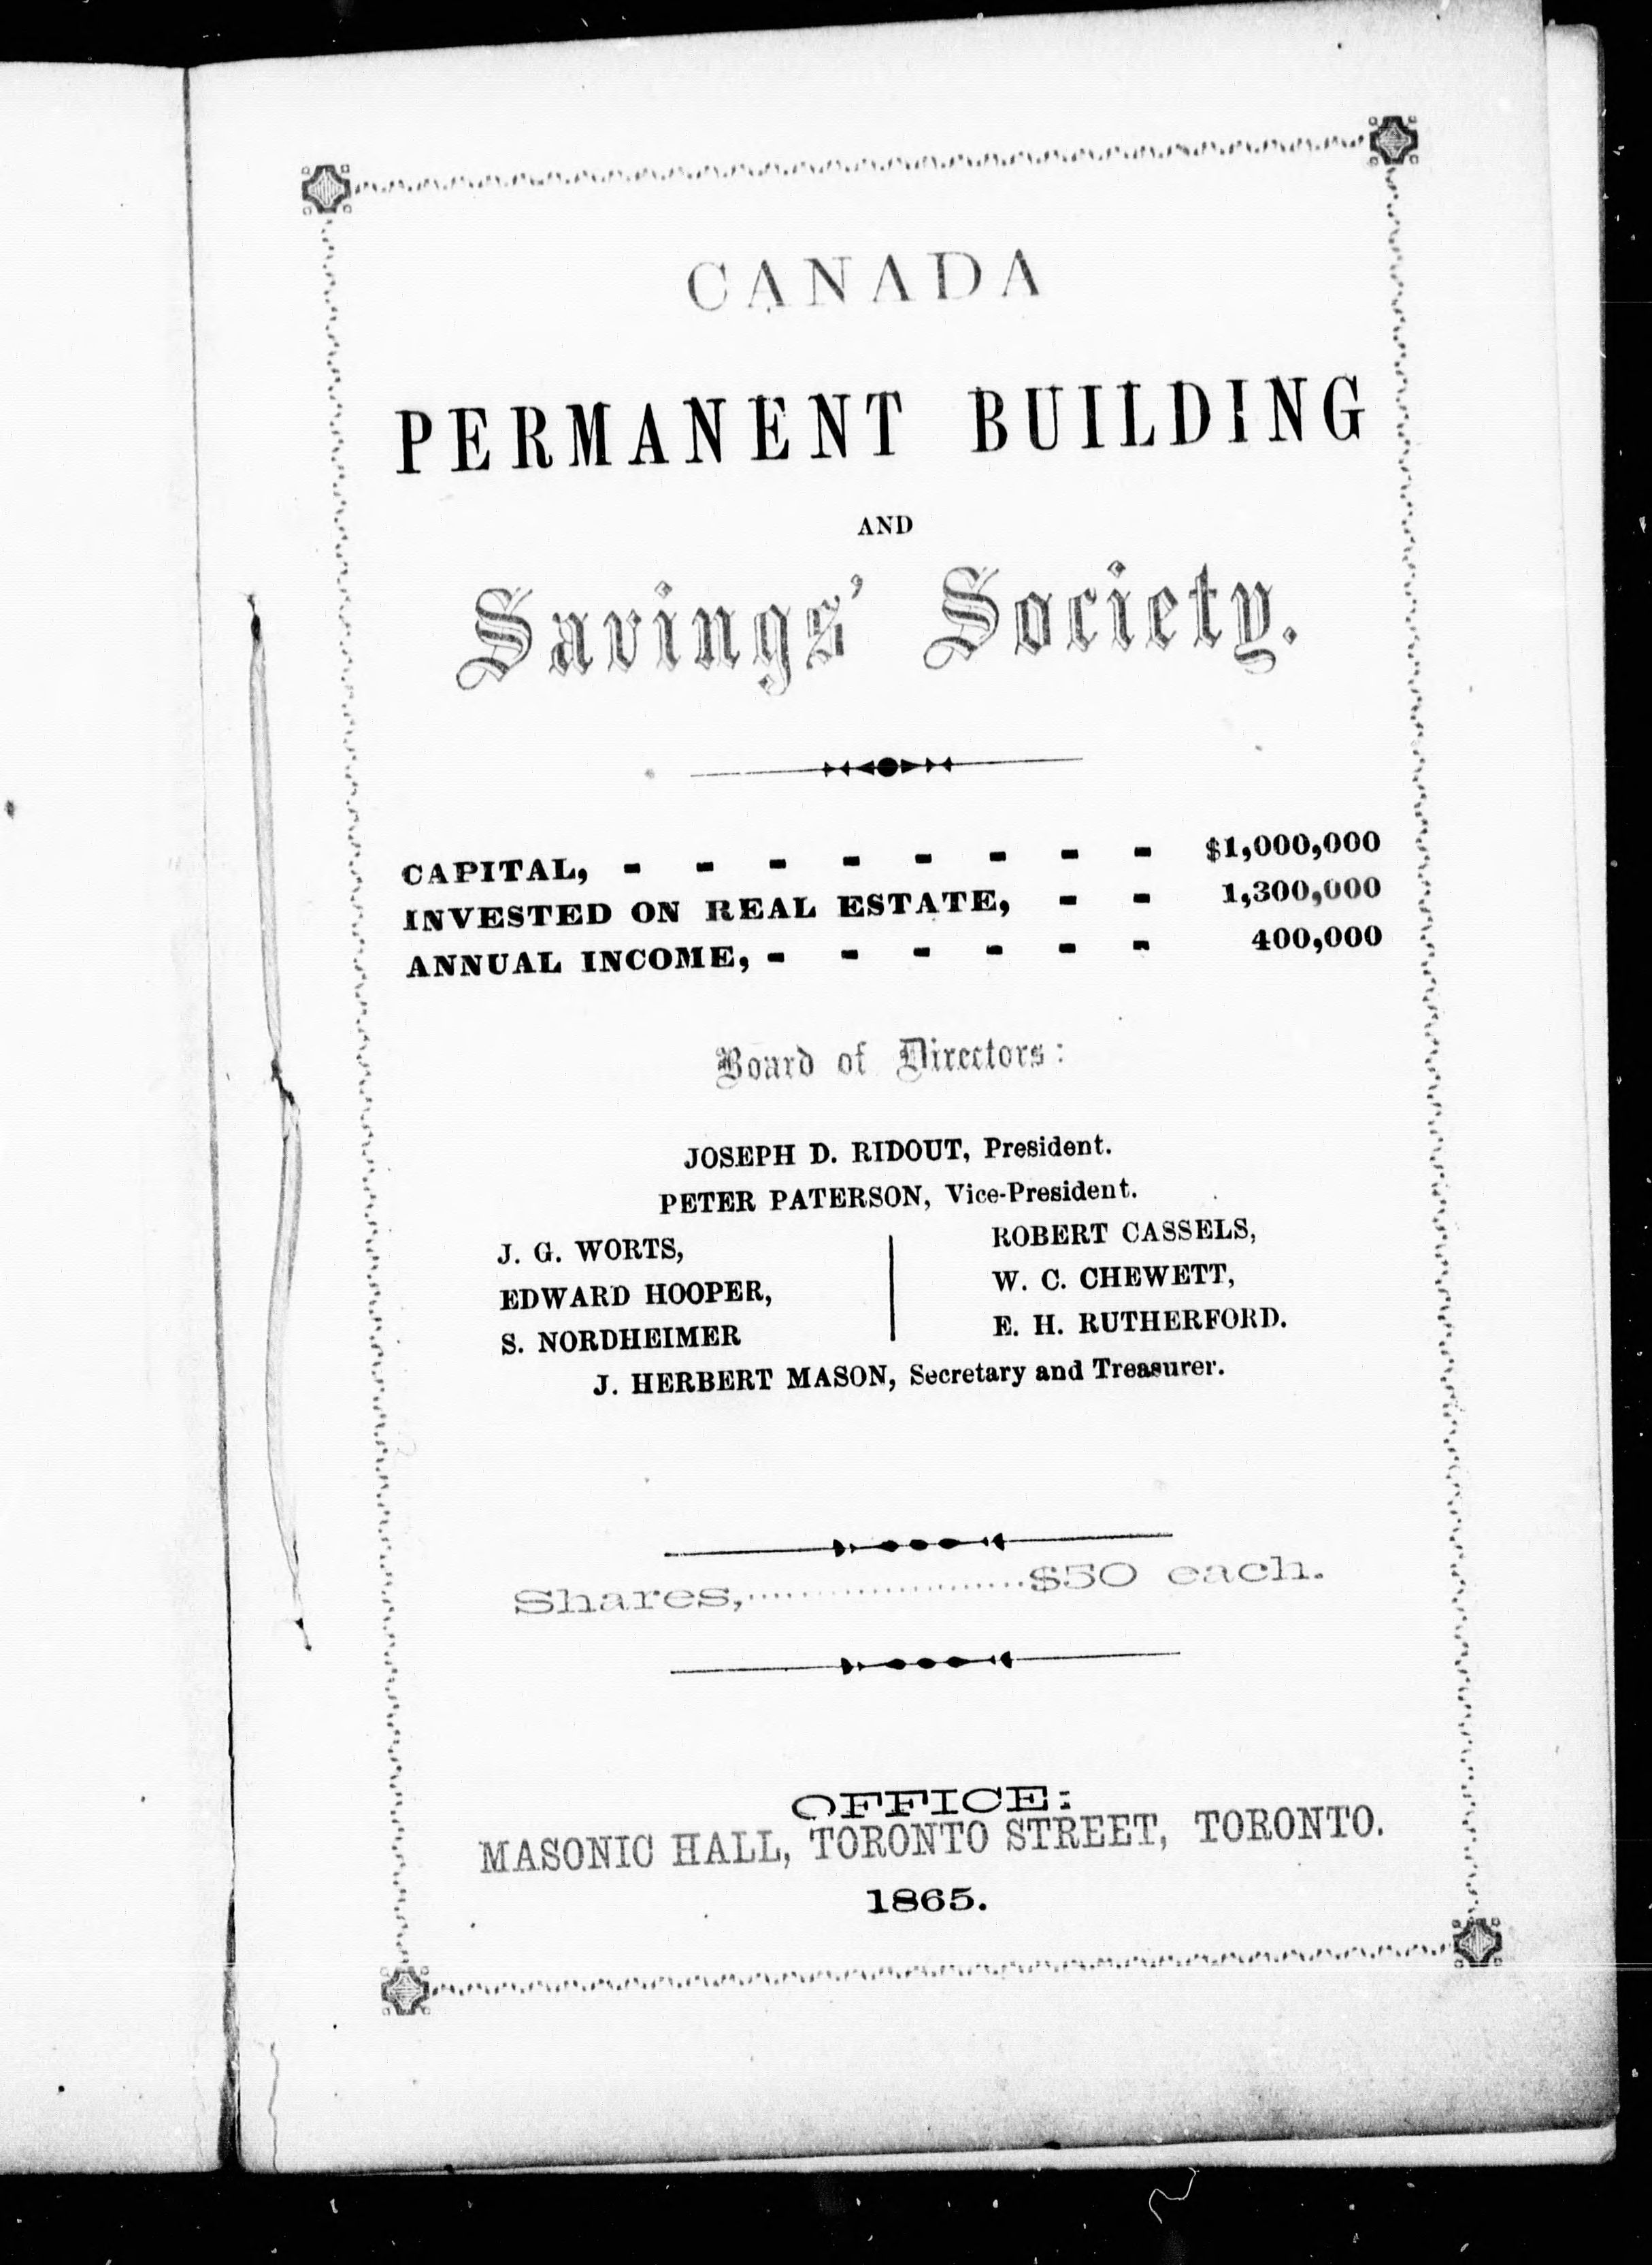 CANADA
PERMANENT BUILDING
AND
Savings' Society.
CAPITAL, - - - - - - - - $1,000,000
INVESTED ON REAL ESTATE, - - 1,300,000
ANNUAL INCOME, - - - - - - 400,000
Board of Directors:
JOSEPH D. RIDOUT, President.
PETER PATERSON, Vice-President.
J. G. WORTS,
EDWARD HOOPER,
S. NORDHEIMER
ROBERT CASSELS,
W. C. CHEWETT,
E. H. RUTHERFORD.
J. HERBERT MASON, Secretary and Treasurer.
Shares,......................$50 each.
OFFICE:
MASONIC HALL, TORONTO STREET, TORONTO.
1865.